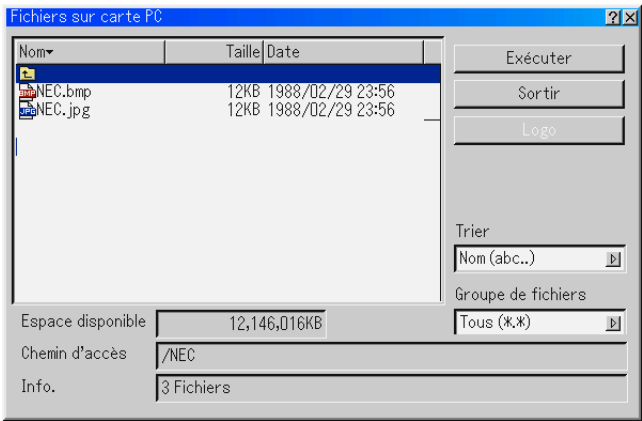 Fichiers sur carte PC
Nom Taille Date
NEC.bmp 12KB 1988/02/29 23:56
NEC.jpg 12KB 1988/02/29 23:56
Exécuter
Sortir
Logo
Trier
Nom (abc..)
Groupe de fichiers
Tous (*.*)
Espace disponible 12,146,016KB
Chemin d'accès /NEC
Info. 3 Fichiers